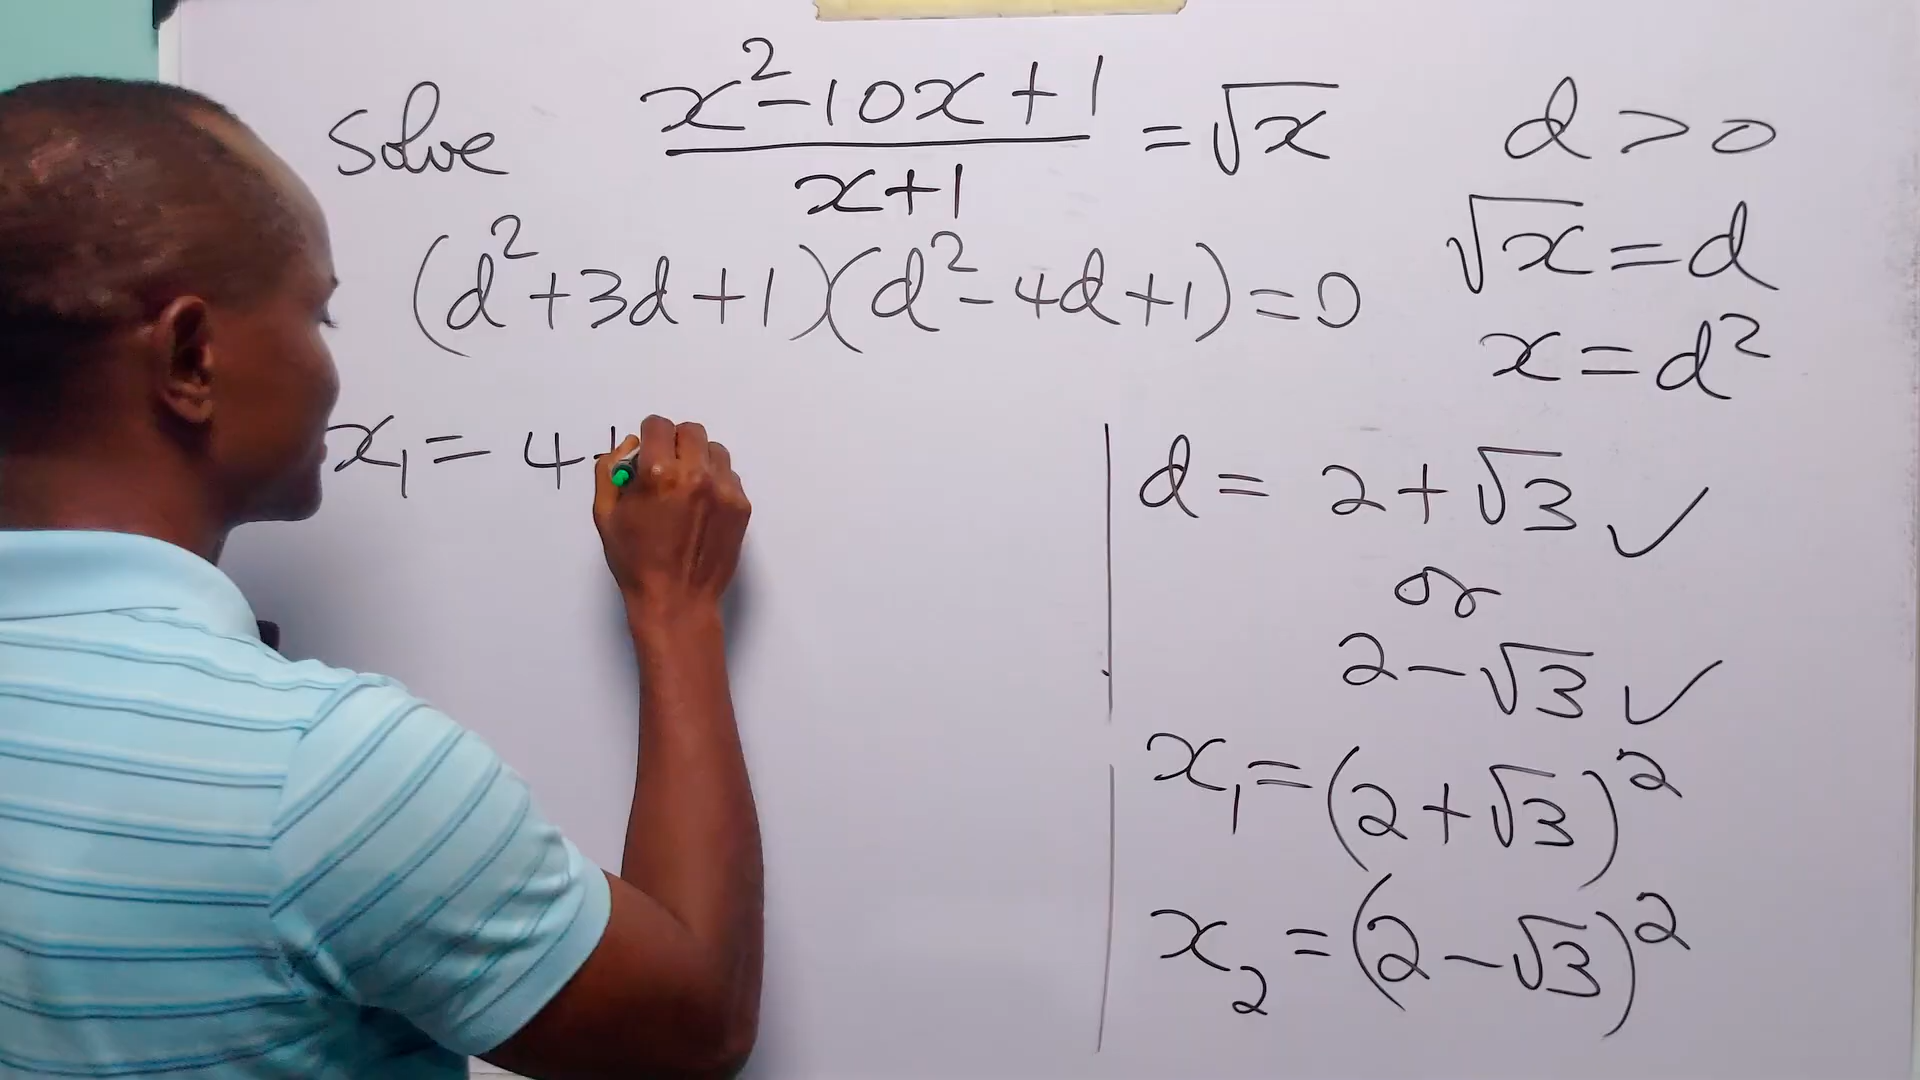 Solve x²-10x+1 / x+1 = √x
(d²+3d+1)(d²-4d+1)=0
x₁= 4+
d>0
√x=d
x=d²
d= 2+√3 ✓
or
2-√3 ✓
x₁=(2+√3)²
x₂=(2-√3)²